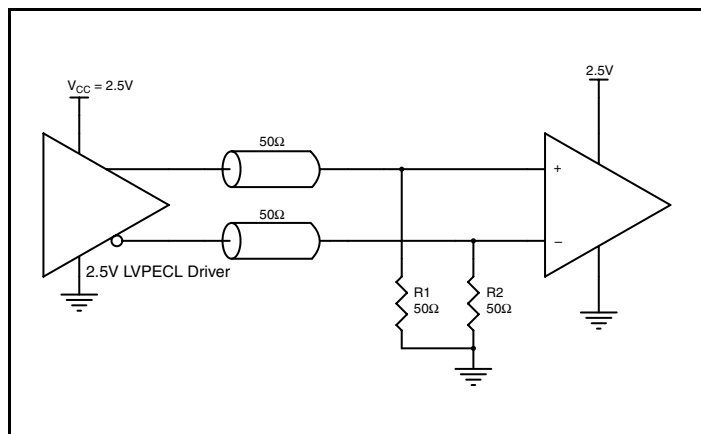 V_CC = 2.5V
2.5V
50Ω
+
50Ω
−
2.5V LVPECL Driver
R1
50Ω
R2
50Ω